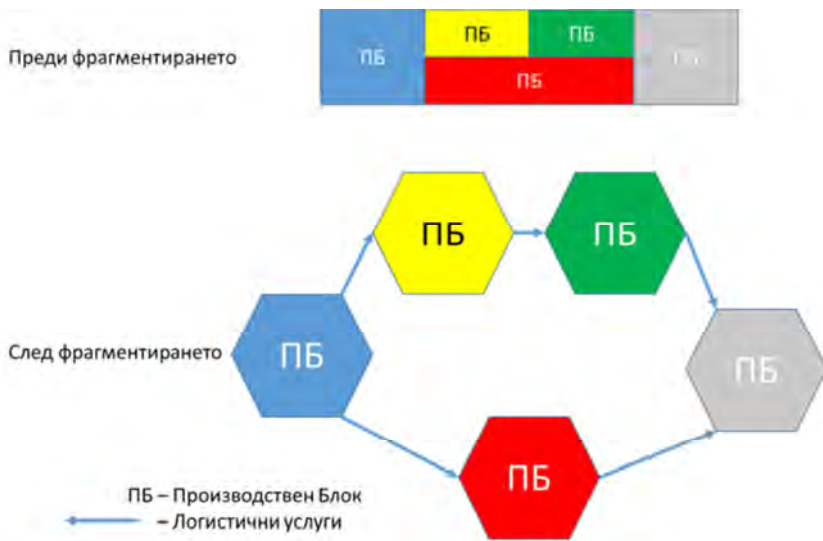 ПБ ПБ
Преди фрагментирането ПБ ПБ
ПБ
ПБ ПБ
След фрагментирането ПБ ПБ
ПБ
ПБ – Производствен Блок
– Логистични услуги